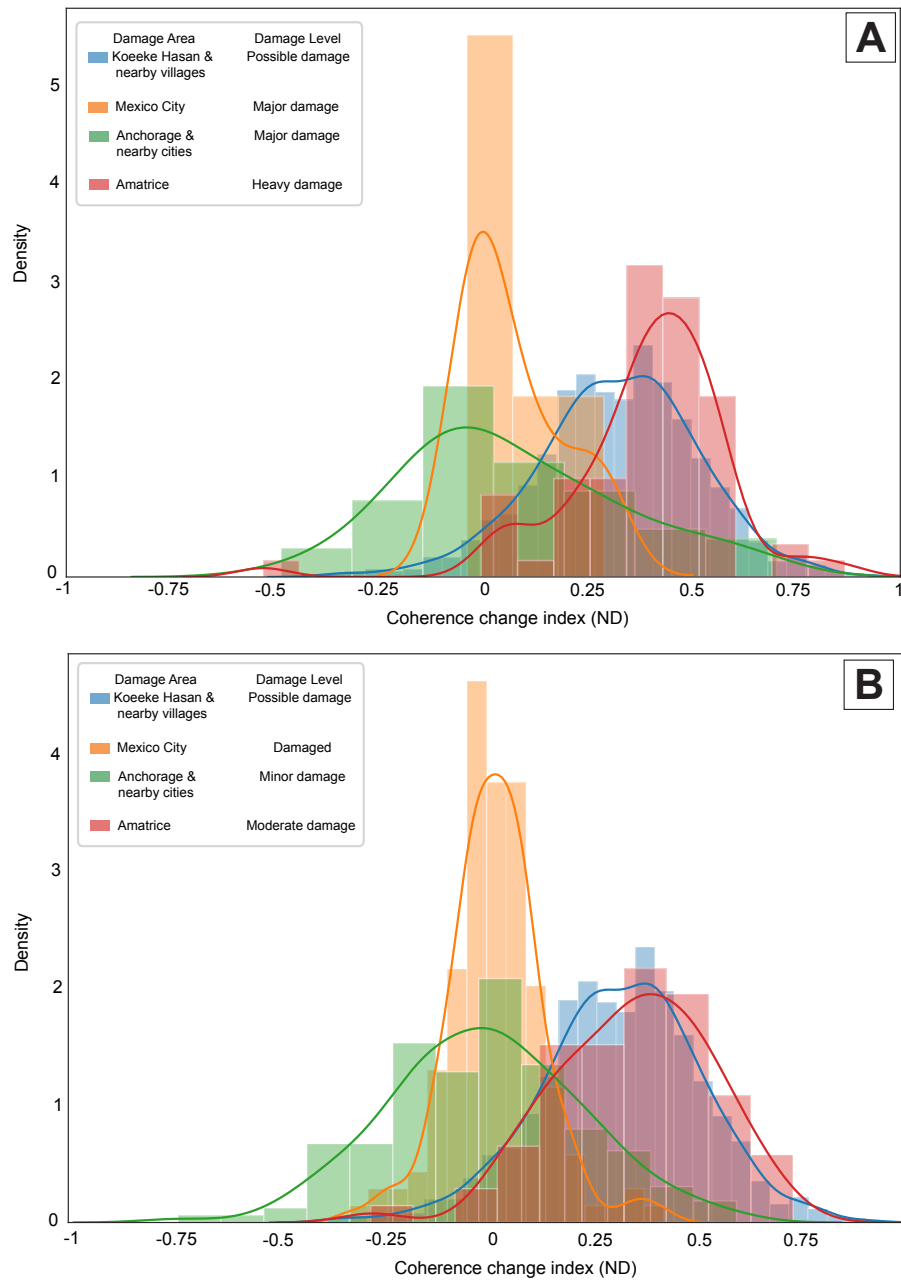 A
Damage Area Damage Level
Koeeke Hasan & Possible damage
nearby villages
Mexico City Major damage
Anchorage & Major damage
nearby cities
Amatrice Heavy damage
5
4
3
2
1
0
Density
-1 -0.75 -0.5 -0.25 0 0.25 0.5 0.75 1
Coherence change index (ND)
B
Damage Area Damage Level
Koeeke Hasan & Possible damage
nearby villages
Mexico City Damaged
Anchorage & Minor damage
nearby cities
Amatrice Moderate damage
4
3
2
1
0
Density
-1 -0.75 -0.5 -0.25 0 0.25 0.5 0.75
Coherence change index (ND)